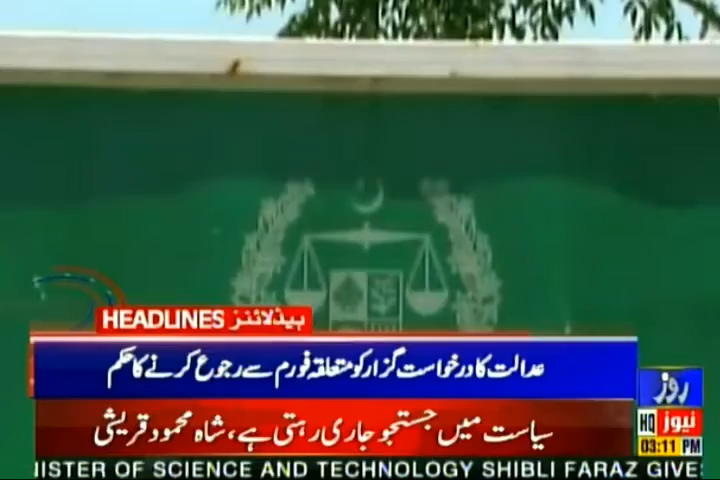 HEADLINES ہیڈلائنز
عدالت کا درخواست گزار کو متعلقہ فورم سے رجوع کرنے کا حکم
سیاست میں جستجو جاری رہتی ہے، شاہ محمود قریشی
روز
HQ نیوز
03:11 PM
NISTER OF SCIENCE AND TECHNOLOGY SHIBLI FARAZ GIVES